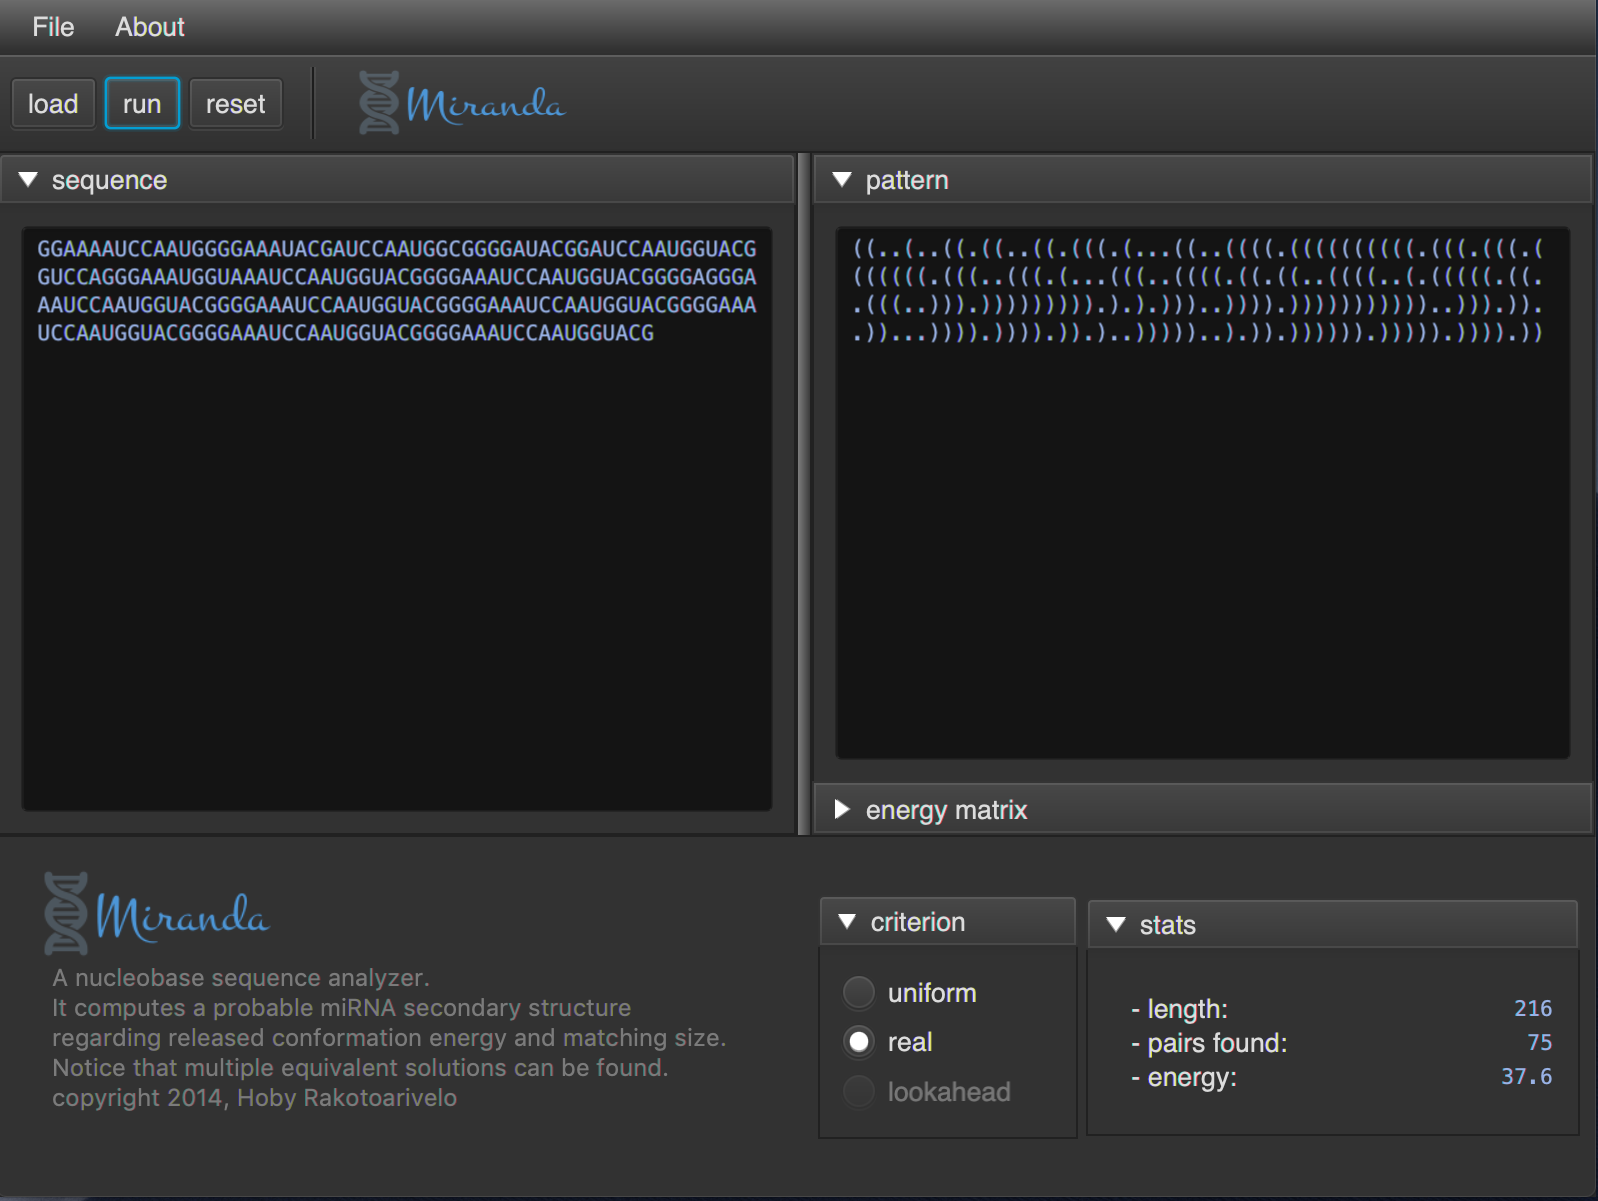 File About
load run reset Miranda
sequence
GGAAAAUCCAAUGGGGAAAUACGAUCCAAUGGCGGGGAUACGGAUCCAAUGGUACG
GUCCAGGGAAAUGGUAAAUCCAAUGGUACGGGGAAAUCCAAUGGUACGGGGAGGGA
AAUCCAAUGGUACGGGGAAAUCCAAUGGUACGGGGAAAUCCAAUGGUACGGGGAAA
UCCAAUGGUACGGGGAAAUCCAAUGGUACGGGGAAAUCCAAUGGUACG
pattern
((..(..((.((..((.(((.(...((..((((.((((((((((.(((.(((.(
((((((.(((..(((.(...(((..((((.((.((..((((..(.(((((.((.
.(((..))).))))))))).).).)))..)))).)))))))))))..))).)).
.))...)))).)))).)).)..)))))..).)).)))))).))))).)))).))
energy matrix
Miranda
A nucleobase sequence analyzer.
It computes a probable miRNA secondary structure
regarding released conformation energy and matching size.
Notice that multiple equivalent solutions can be found.
copyright 2014, Hoby Rakotoarivelo
criterion
uniform
real
lookahead
stats
- length: 216
- pairs found: 75
- energy: 37.6